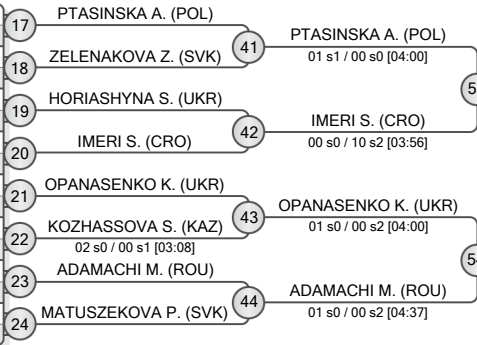 17
PTASINSKA A. (POL)
18
ZELENAKOVA Z. (SVK)
41
PTASINSKA A. (POL)
01 s1 / 00 s0 [04:00]
19
HORIASHYNA S. (UKR)
20
IMERI S. (CRO)
42
IMERI S. (CRO)
00 s0 / 10 s2 [03:56]
21
OPANASENKO K. (UKR)
22
KOZHASSOVA S. (KAZ)
02 s0 / 00 s1 [03:08]
43
OPANASENKO K. (UKR)
01 s0 / 00 s2 [04:00]
23
ADAMACHI M. (ROU)
24
MATUSZEKOVA P. (SVK)
44
ADAMACHI M. (ROU)
01 s0 / 00 s2 [04:37]